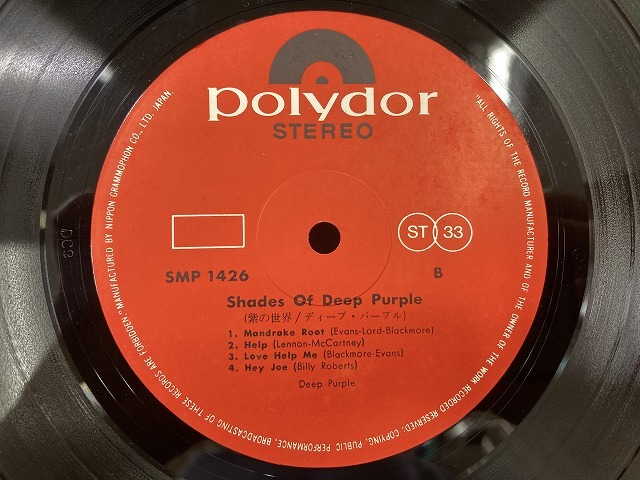 polydor
STEREO
ST 33
SMP 1426
B
Shades Of Deep Purple
(紫の世界/ディープ・パープル)
1. Mandrake Root (Evans-Lord-Blackmore)
2. Help (Lennon-McCartney)
3. Love Help Me (Blackmore-Evans)
4. Hey Joe (Billy Roberts)
Deep Purple
"ALL RIGHTS OF THE RECORD MANUFACTURER AND OF THE OWNER OF THE WORK RECORDED RESERVED. COPYING, PUBLIC PERFORMANCE, BROADCASTING OF THESE RECORDS ARE FORBIDDEN" MANUFACTURED BY NIPPON GRAMMOPHON CO., LTD. JAPAN.